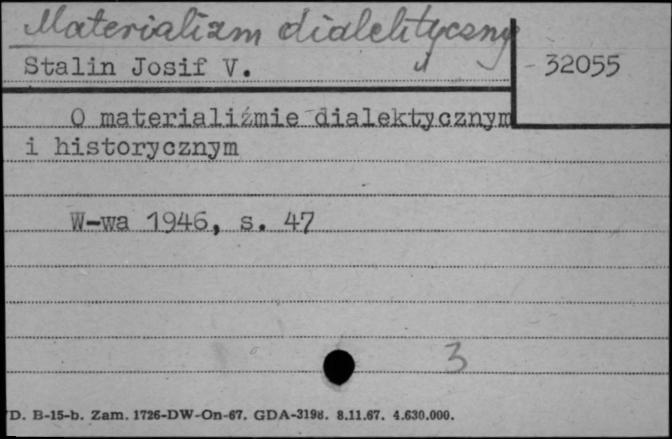 Materializm dialektyczny
Stalin Josif V.
- 32055
O materializmie dialektycznym
i historycznym
W-wa 1946, s. 47
3
D. B-15-b. Zam. 1726-DW-On-67. GDA-3198. 8.11.67. 4.630.000.